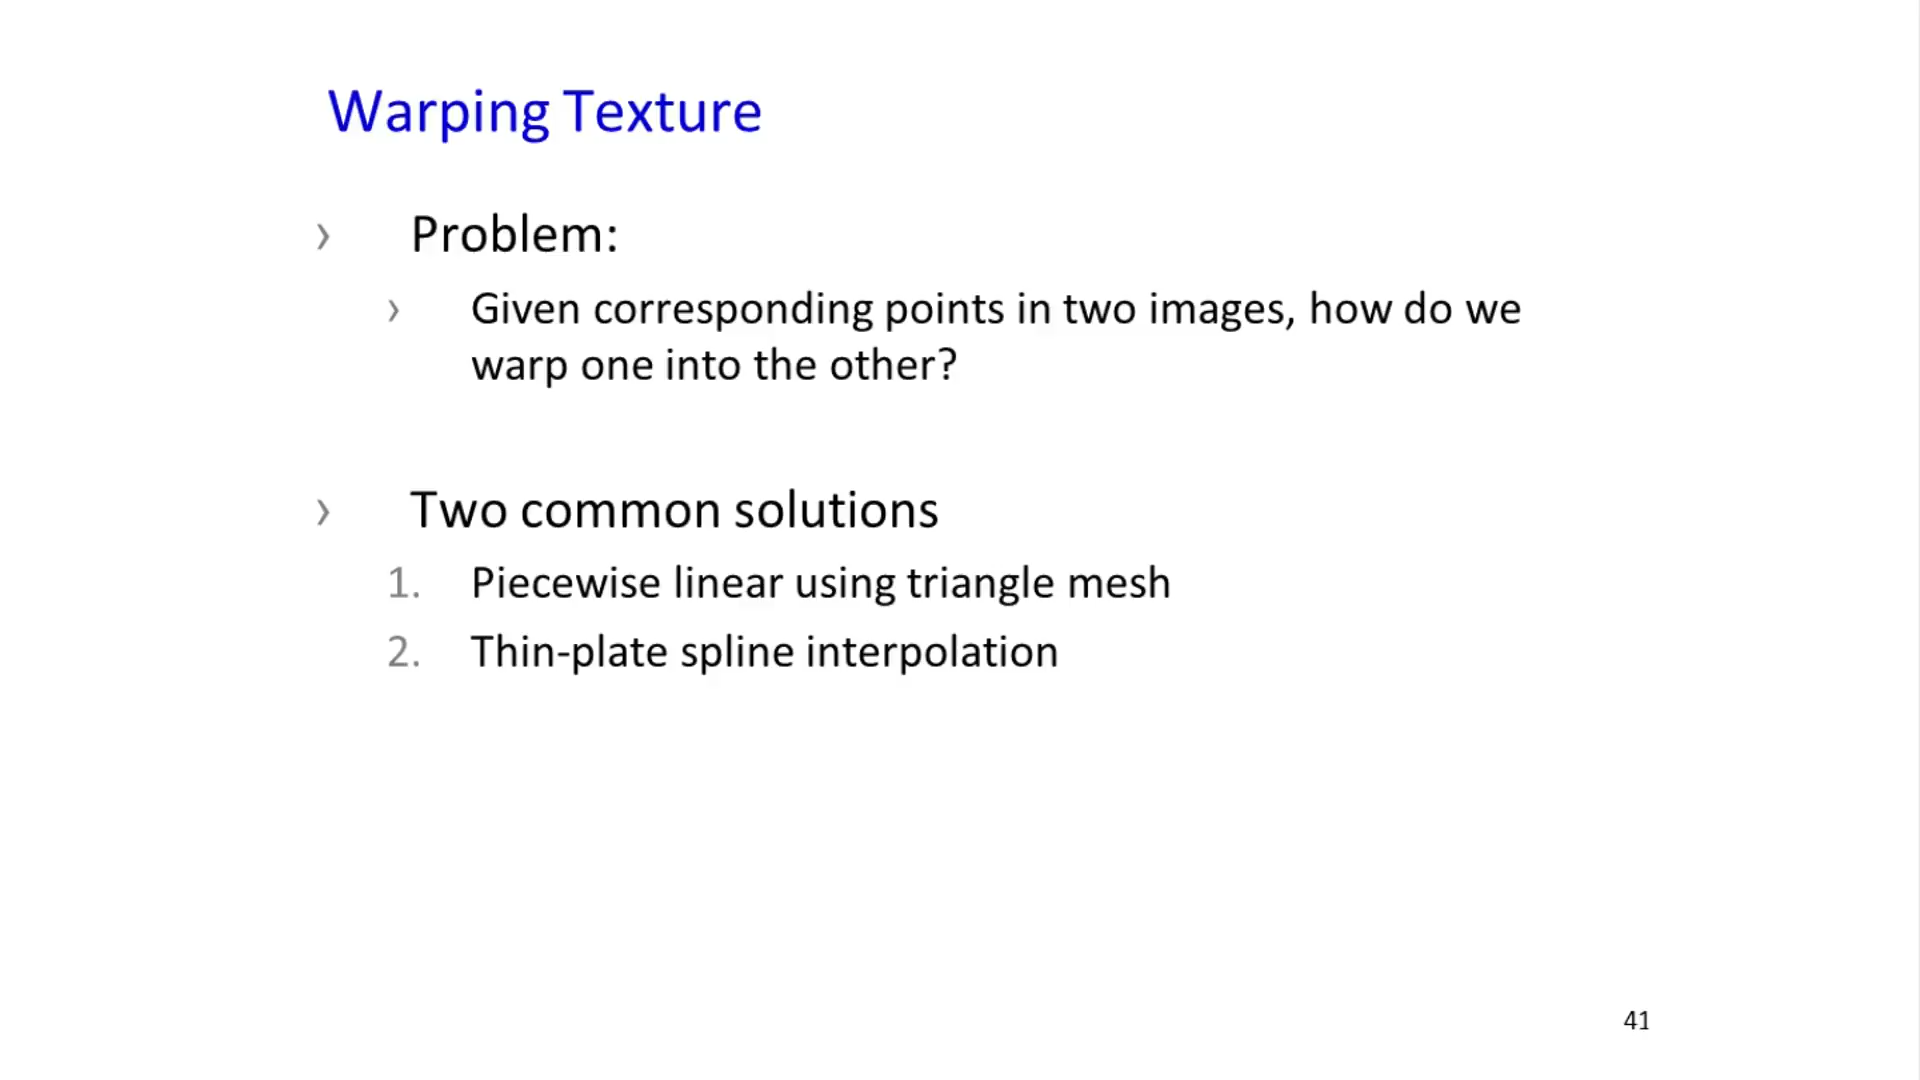 Warping Texture
› Problem:
› Given corresponding points in two images, how do we
warp one into the other?
› Two common solutions
1. Piecewise linear using triangle mesh
2. Thin-plate spline interpolation
41